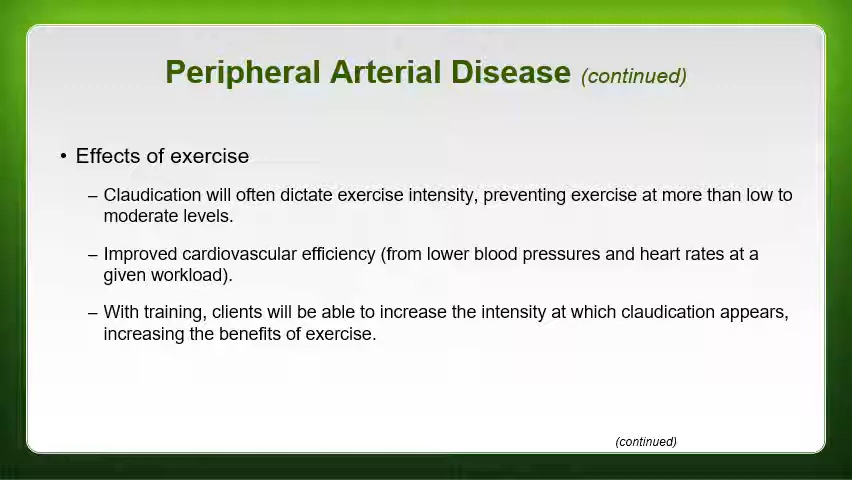 Peripheral Arterial Disease (continued)
• Effects of exercise
– Claudication will often dictate exercise intensity, preventing exercise at more than low to
moderate levels.
– Improved cardiovascular efficiency (from lower blood pressures and heart rates at a
given workload).
– With training, clients will be able to increase the intensity at which claudication appears,
increasing the benefits of exercise.
(continued)